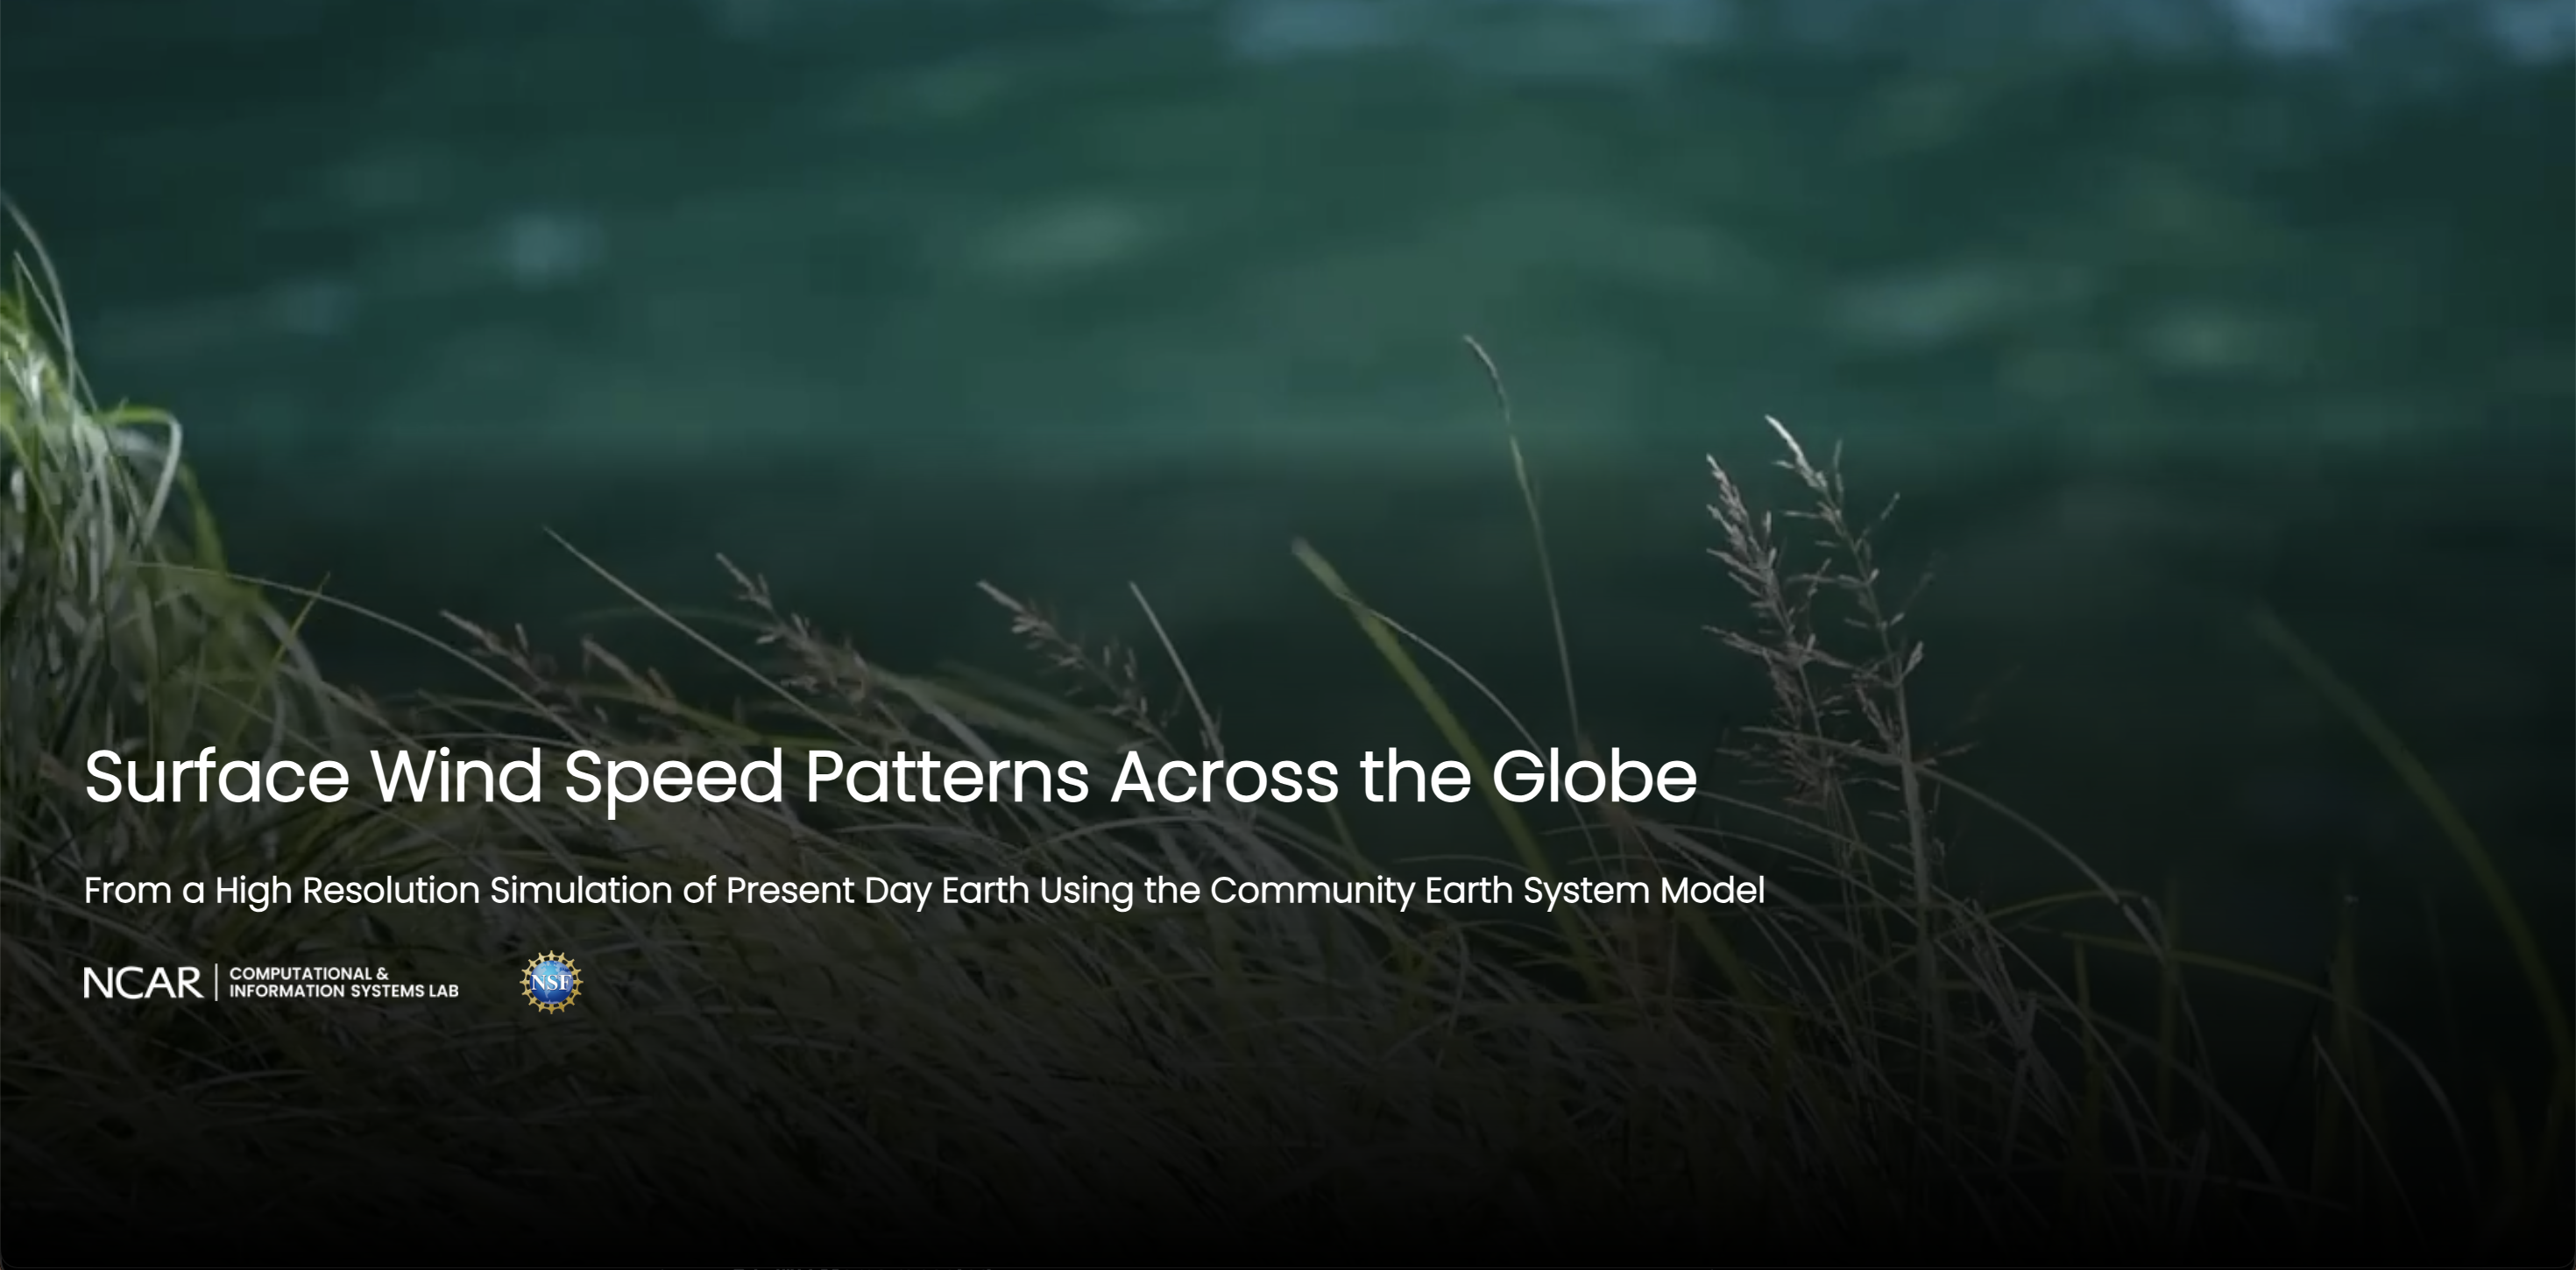 Surface Wind Speed Patterns Across the Globe
From a High Resolution Simulation of Present Day Earth Using the Community Earth System Model
NCAR
COMPUTATIONAL &
INFORMATION SYSTEMS LAB
NSF